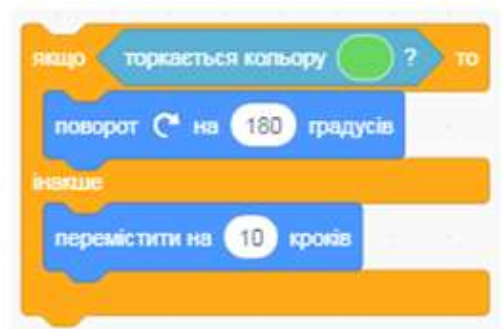 якщо торкається кольору ? то
поворот на 180 градусів
інакше
перемістити на 10 кроків